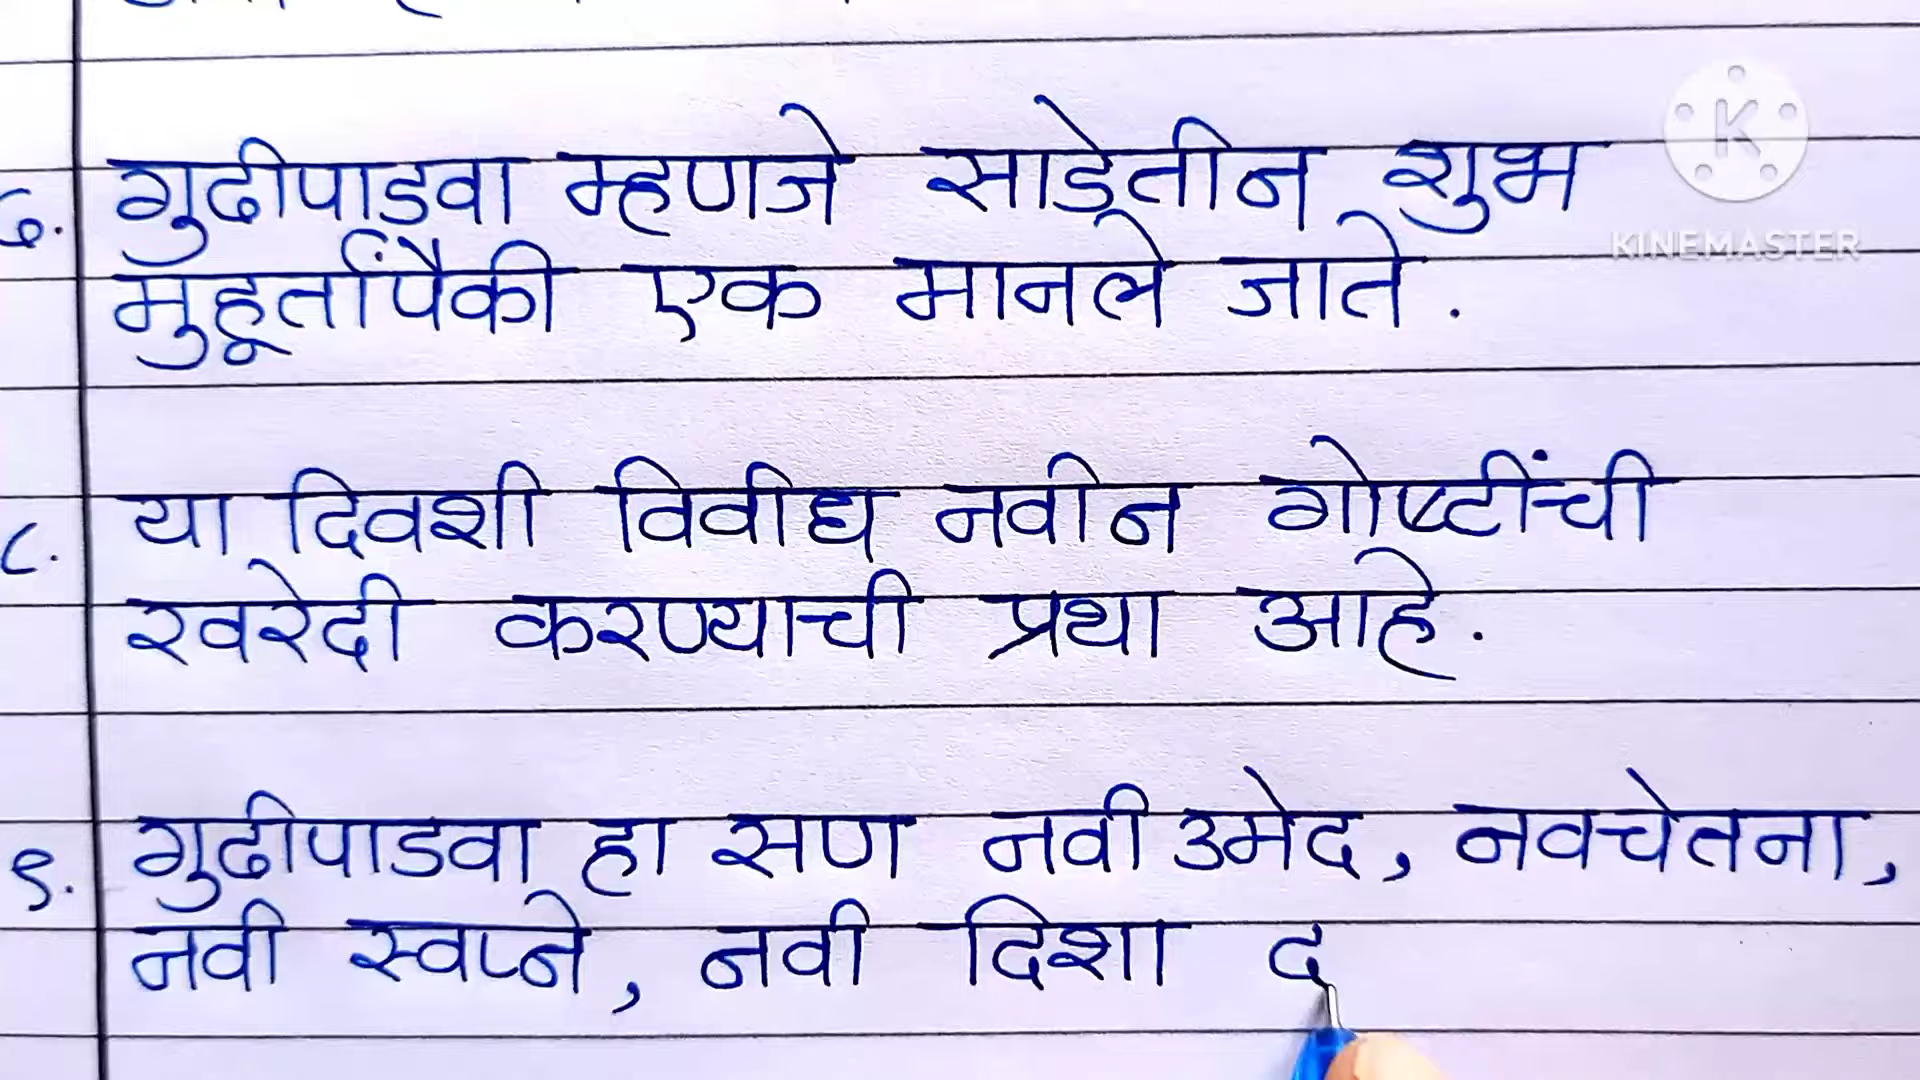 ७. गुढीपाडवा म्हणजे साडेतीन शुभ
मुहूर्तांपैकी एक मानले जाते.
८. या दिवशी विवीध नवीन गोष्टींची
खरेदी करण्याची प्रथा आहे.
९. गुढीपाडवा हा सण नवी उमेद, नवचेतना,
नवी स्वप्ने, नवी दिशा द
KINEMASTER